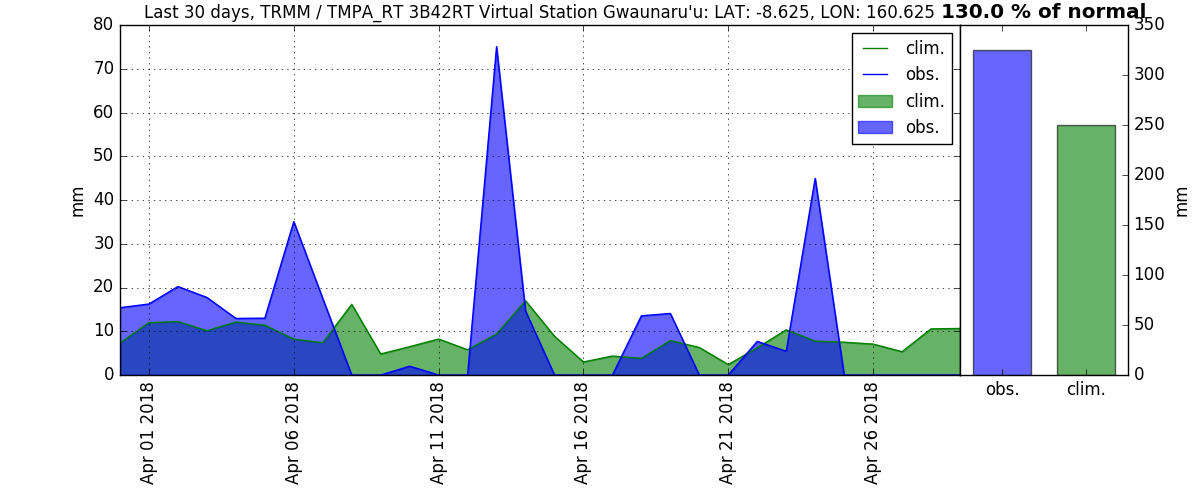 Last 30 days, TRMM / TMPA_RT 3B42RT Virtual Station Gwaunaru'u: LAT: -8.625, LON: 160.625 130.0 % of normal
80
70
60
50
40
30
20
10
0
mm
clim.
obs.
clim.
obs.
Apr 01 2018
Apr 06 2018
Apr 11 2018
Apr 16 2018
Apr 21 2018
Apr 26 2018
350
300
250
200
150
100
50
0
mm
obs. clim.